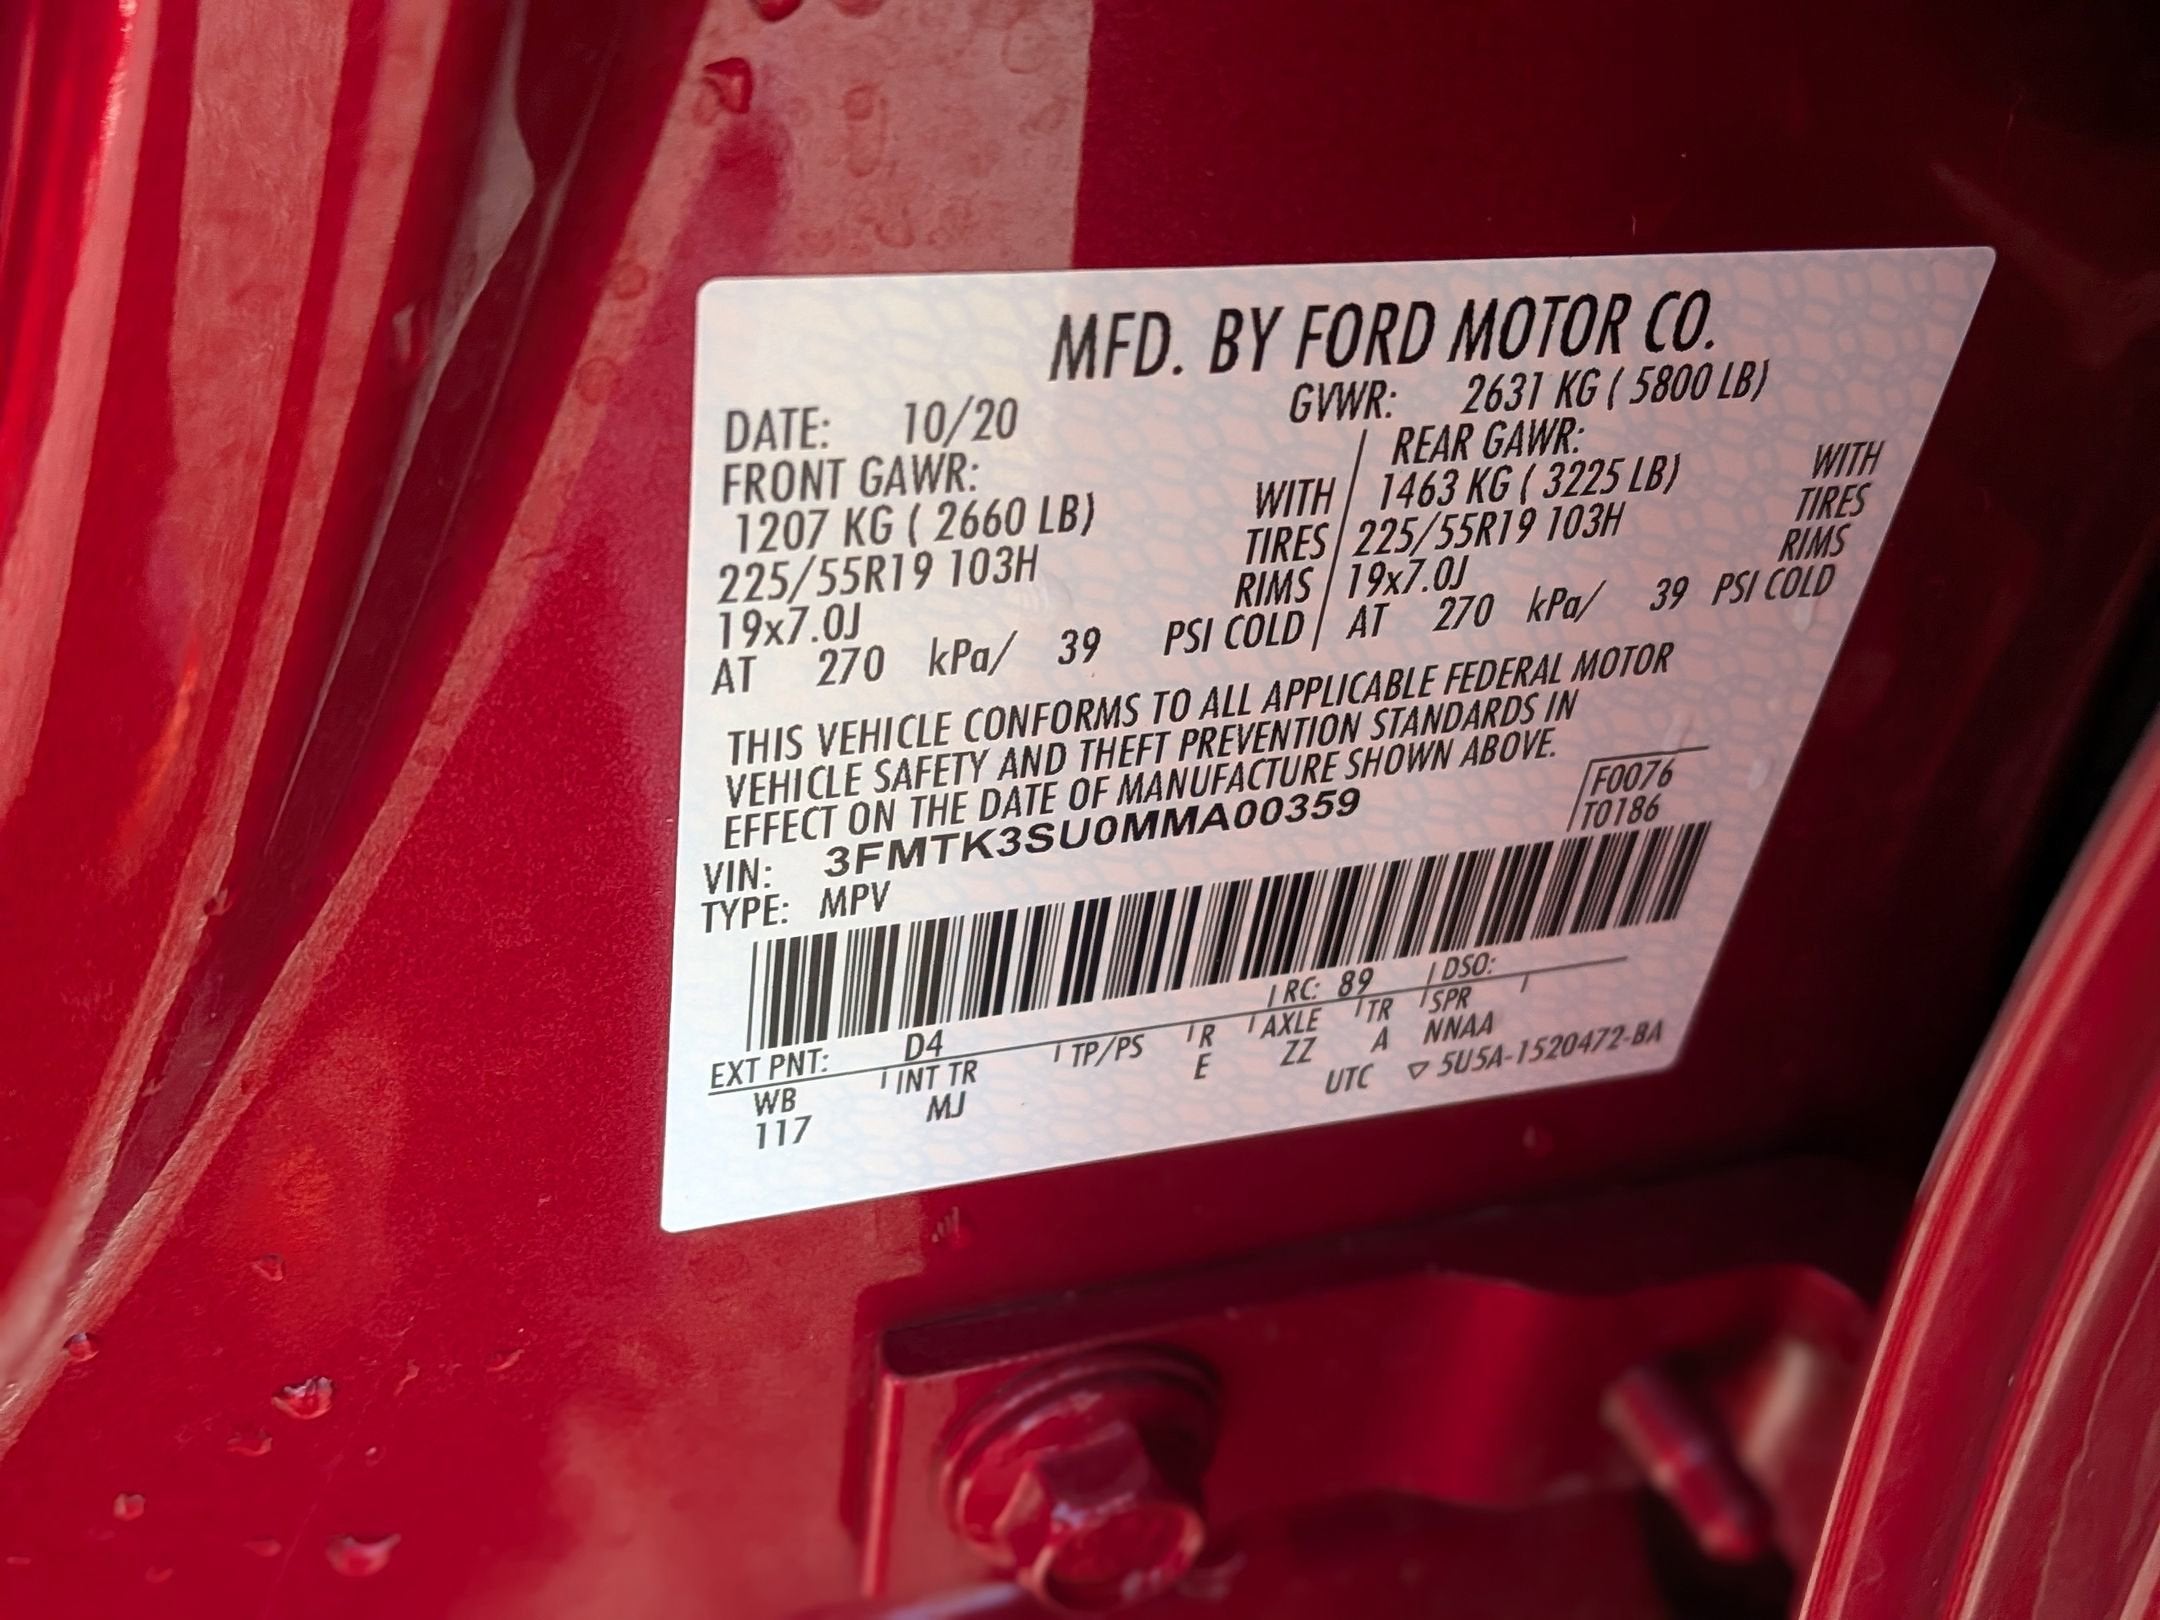 MFD. BY FORD MOTOR CO.
DATE: 10/20 GVWR: 2631 KG ( 5800 LB)
FRONT GAWR: REAR GAWR:
1207 KG ( 2660 LB) WITH 1463 KG ( 3225 LB) WITH
225/55R19 103H TIRES 225/55R19 103H TIRES
19x7.0J RIMS 19x7.0J RIMS
AT 270 kPa/ 39 PSI COLD AT 270 kPa/ 39 PSI COLD
THIS VEHICLE CONFORMS TO ALL APPLICABLE FEDERAL MOTOR
VEHICLE SAFETY AND THEFT PREVENTION STANDARDS IN
EFFECT ON THE DATE OF MANUFACTURE SHOWN ABOVE.
F0076
VIN: 3FMTK3SU0MMA00359 T0186
TYPE: MPV
EXT PNT: D4 RC: 89 DSO:
WB INT TR TP/PS R AXLE TR SPR
117 MJ E ZZ A NNAA
UTC ▽ 5U5A-1520472-BA